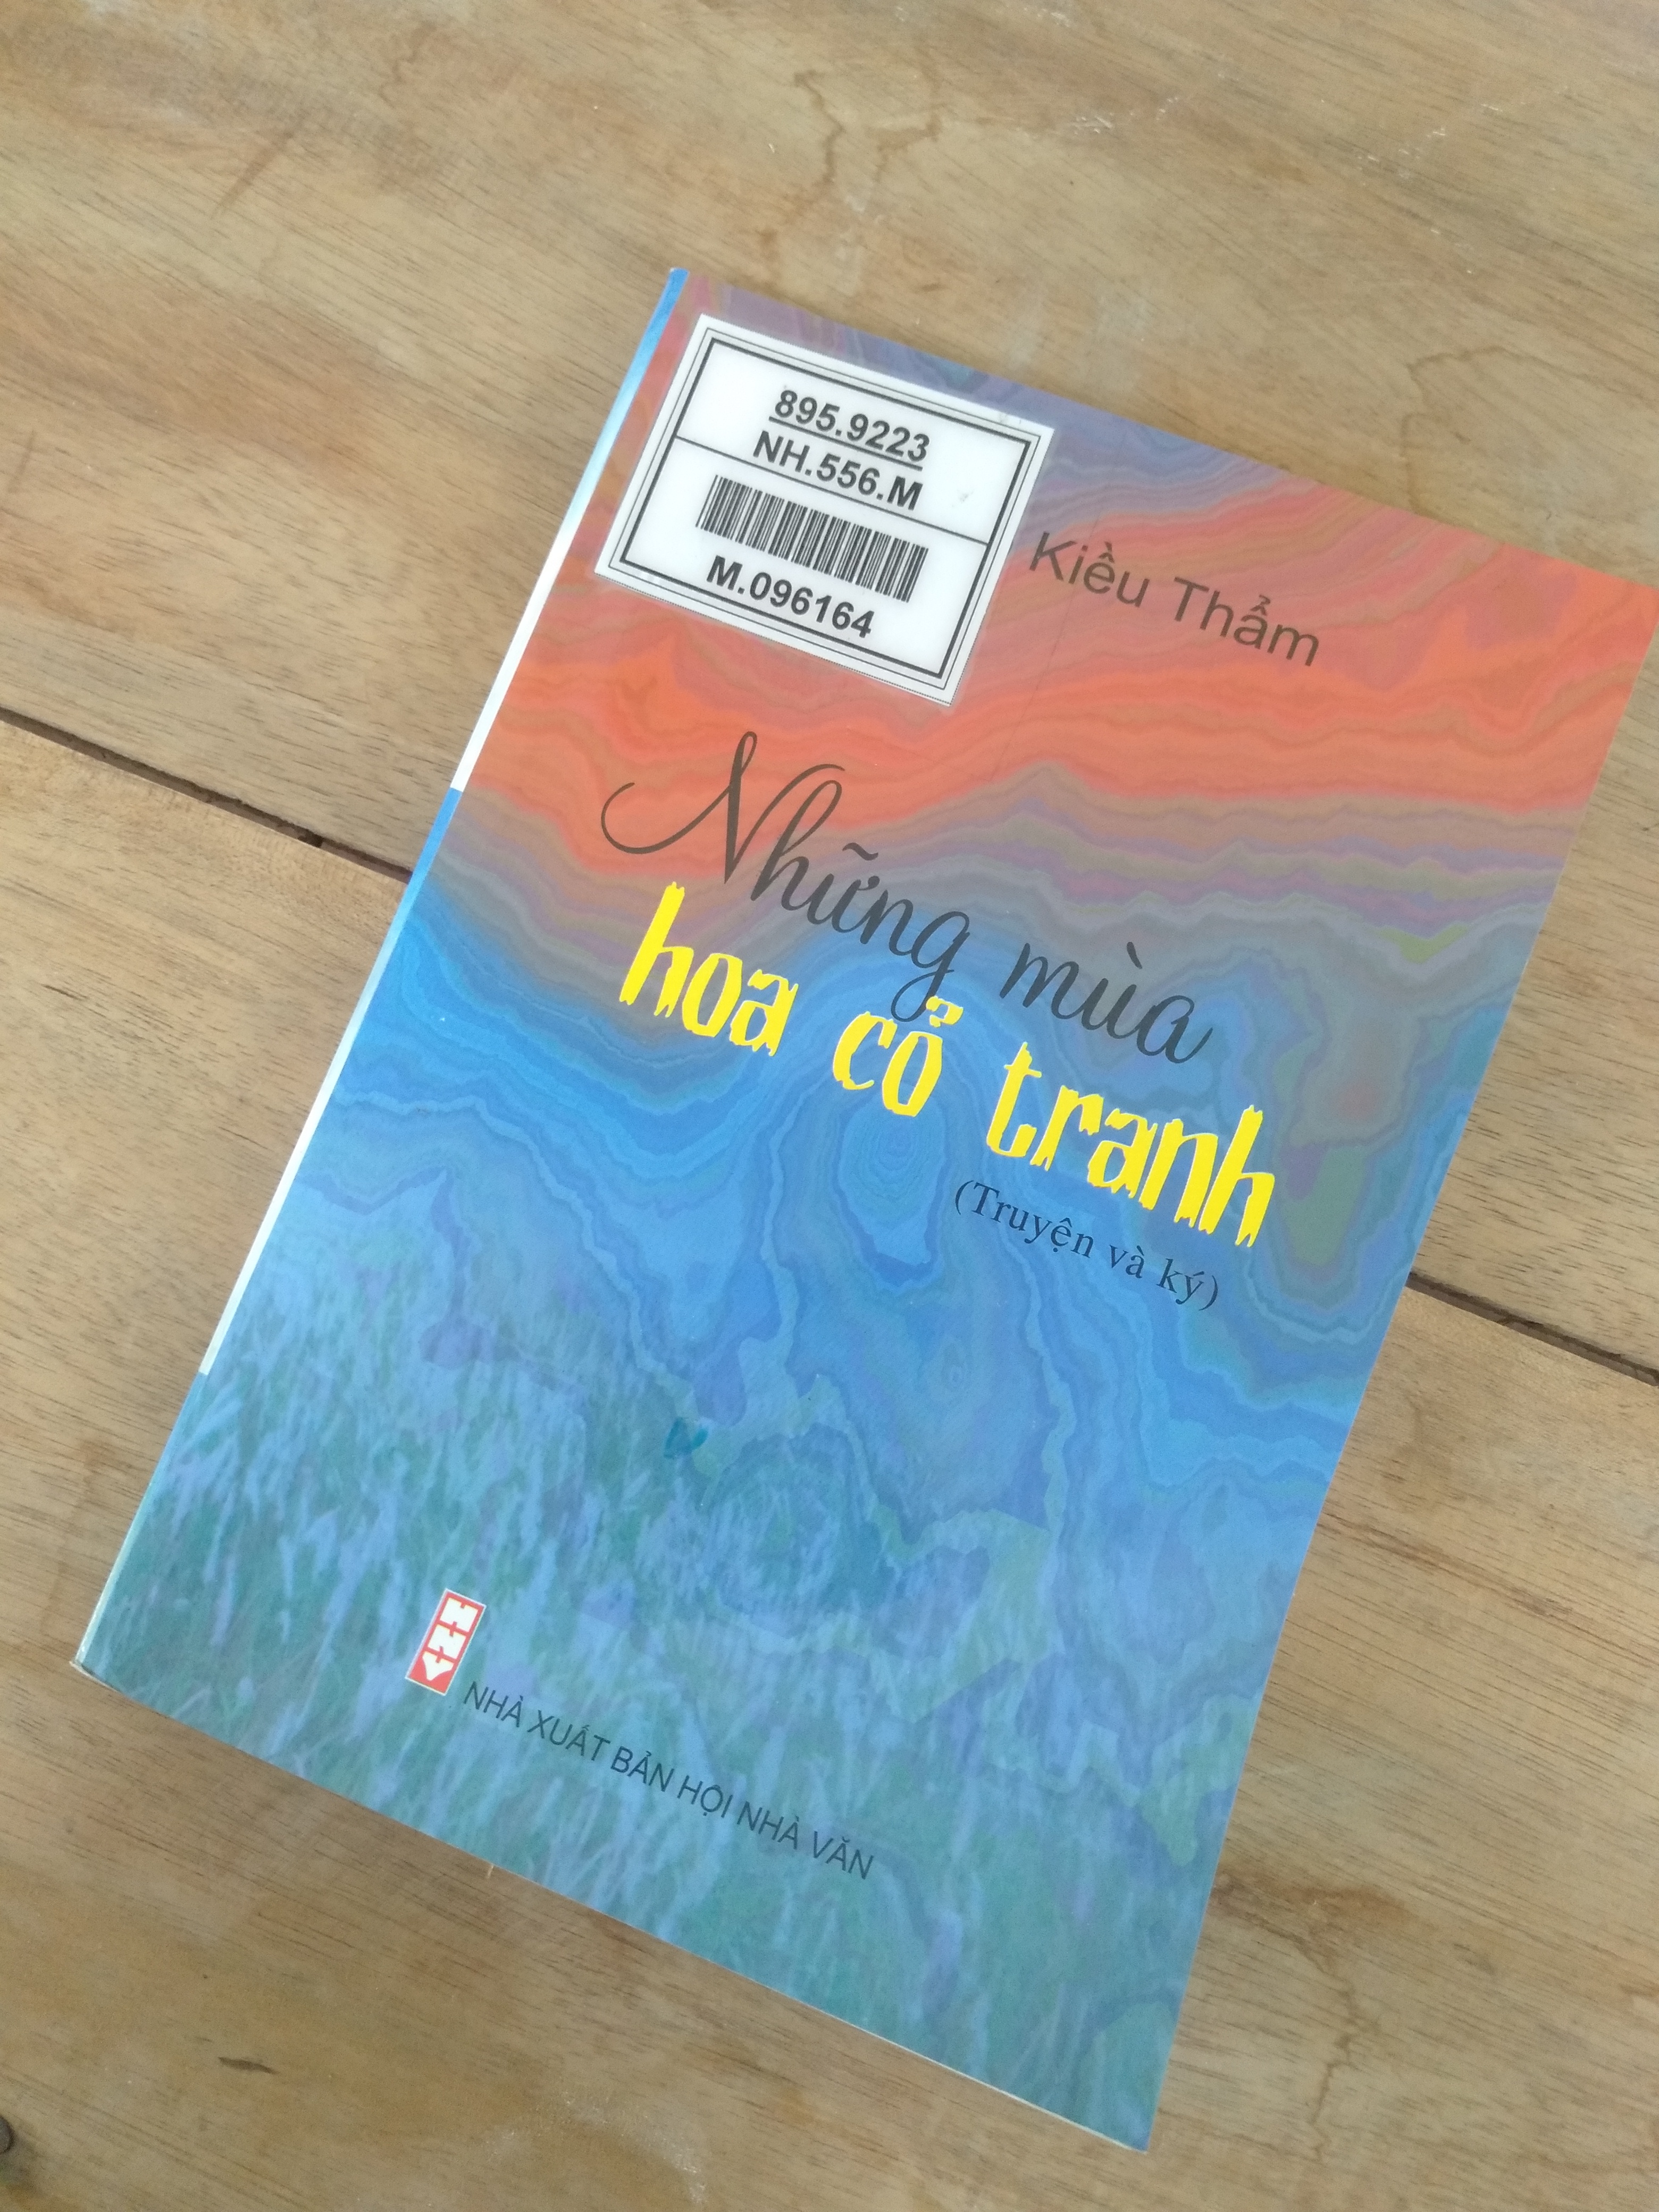 895.9223
NH.556.M
M.096164
Kiều Thẩm
Những mùa
hoa cỏ tranh
(Truyện và ký)
NHV
NHÀ XUẤT BẢN HỘI NHÀ VĂN